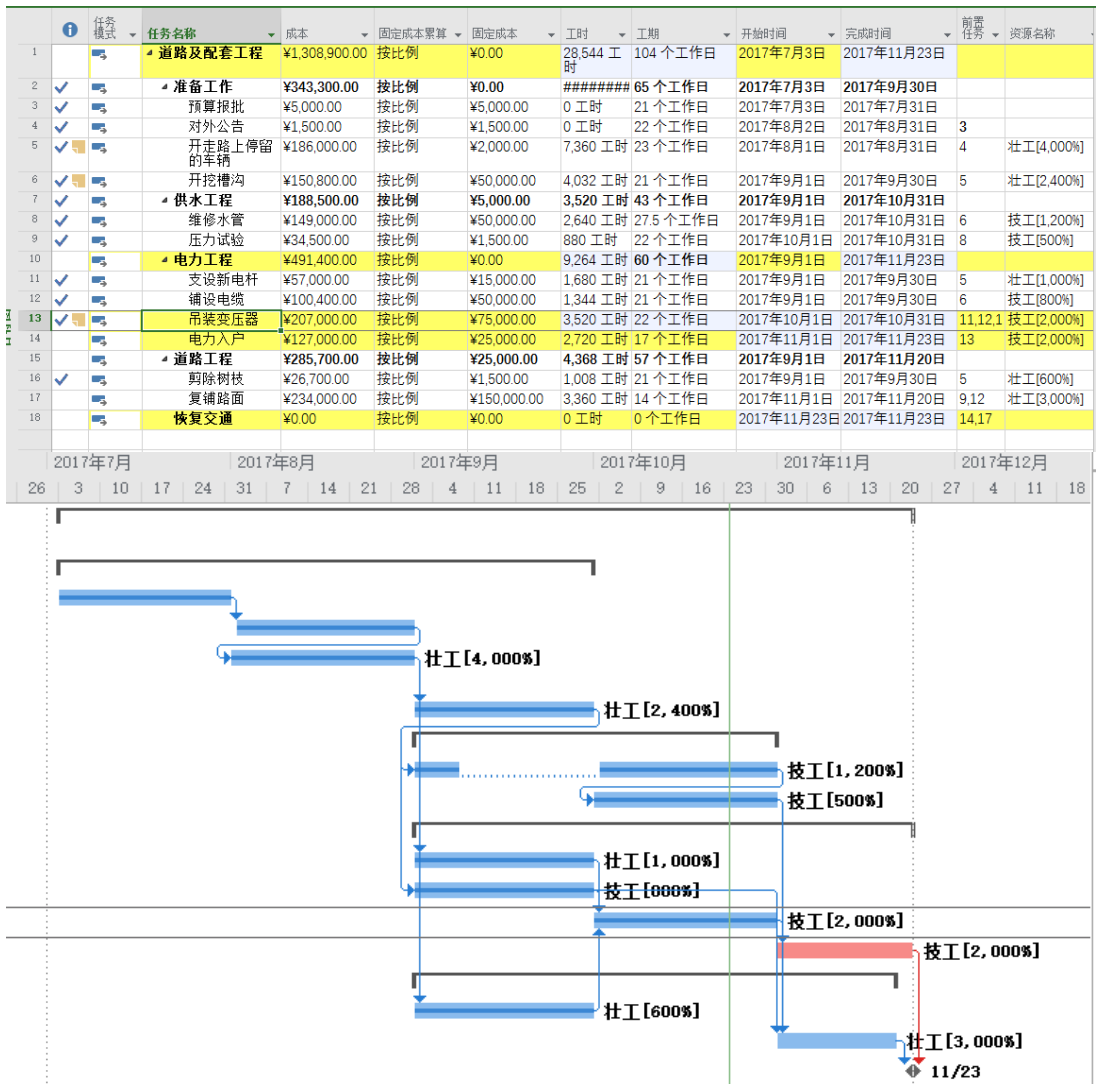 任务模式 任务名称 成本 固定成本累算 固定成本 工时 工期 开始时间 完成时间 前置任务 资源名称
1 道路及配套工程 ¥1,308,900.00 按比例 ¥0.00 28,544 工时 104 个工作日 2017年7月3日 2017年11月23日
2 准备工作 ¥343,300.00 按比例 ¥0.00 ######## 65 个工作日 2017年7月3日 2017年9月30日
3 预算报批 ¥5,000.00 按比例 ¥5,000.00 0 工时 21 个工作日 2017年7月3日 2017年7月31日
4 对外公告 ¥1,500.00 按比例 ¥1,500.00 0 工时 22 个工作日 2017年8月2日 2017年8月31日 3
5 开走路上停留的车辆 ¥186,000.00 按比例 ¥2,000.00 7,360 工时 23 个工作日 2017年8月1日 2017年8月31日 4 壮工[4,000%]
6 开挖槽沟 ¥150,800.00 按比例 ¥50,000.00 4,032 工时 21 个工作日 2017年9月1日 2017年9月30日 5 壮工[2,400%]
7 供水工程 ¥188,500.00 按比例 ¥5,000.00 3,520 工时 43 个工作日 2017年9月1日 2017年10月31日
8 维修水管 ¥149,000.00 按比例 ¥50,000.00 2,640 工时 27.5 个工作日 2017年9月1日 2017年10月31日 6 技工[1,200%]
9 压力试验 ¥34,500.00 按比例 ¥1,500.00 880 工时 22 个工作日 2017年10月1日 2017年10月31日 8 技工[500%]
10 电力工程 ¥491,400.00 按比例 ¥0.00 9,264 工时 60 个工作日 2017年9月1日 2017年11月23日
11 支设新电杆 ¥57,000.00 按比例 ¥15,000.00 1,680 工时 21 个工作日 2017年9月1日 2017年9月30日 5 壮工[1,000%]
12 铺设电缆 ¥100,400.00 按比例 ¥50,000.00 1,344 工时 21 个工作日 2017年9月1日 2017年9月30日 6 技工[800%]
13 吊装变压器 ¥207,000.00 按比例 ¥75,000.00 3,520 工时 22 个工作日 2017年10月1日 2017年10月31日 11,12,1 技工[2,000%]
14 电力入户 ¥127,000.00 按比例 ¥25,000.00 2,720 工时 17 个工作日 2017年11月1日 2017年11月23日 13 技工[2,000%]
15 道路工程 ¥285,700.00 按比例 ¥25,000.00 4,368 工时 57 个工作日 2017年9月1日 2017年11月20日
16 剪除树枝 ¥26,700.00 按比例 ¥1,500.00 1,008 工时 21 个工作日 2017年9月1日 2017年9月30日 5 壮工[600%]
17 复铺路面 ¥234,000.00 按比例 ¥150,000.00 3,360 工时 14 个工作日 2017年11月1日 2017年11月20日 9,12 壮工[3,000%]
18 恢复交通 ¥0.00 按比例 ¥0.00 0 工时 0 个工作日 2017年11月23日 2017年11月23日 14,17
2017年7月 2017年8月 2017年9月 2017年10月 2017年11月 2017年12月
26 3 10 17 24 31 7 14 21 28 4 11 18 25 2 9 16 23 30 6 13 20 27 4 11 18
壮工[4,000%]
壮工[2,400%]
技工[1,200%]
技工[500%]
壮工[1,000%]
技工[800%]
技工[2,000%]
技工[2,000%]
壮工[600%]
壮工[3,000%]
11/23